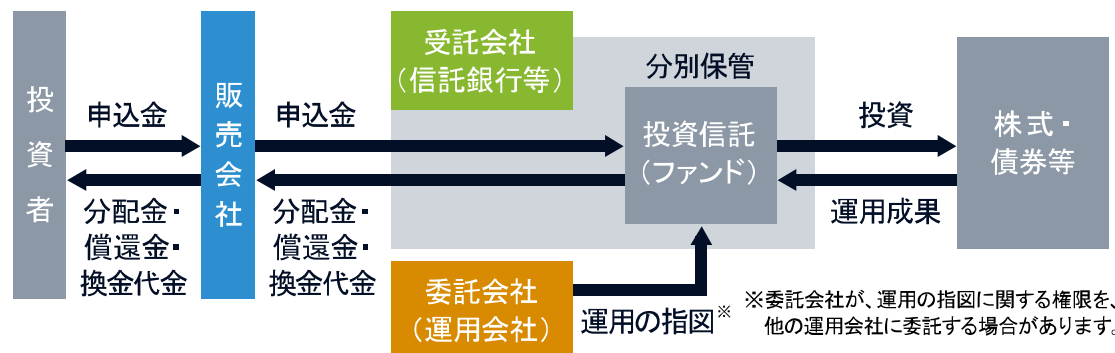 投資者
申込金
分配金・
償還金・
換金代金
販売会社
申込金
分配金・
償還金・
換金代金
受託会社
（信託銀行等）
分別保管
投資信託
（ファンド）
委託会社
（運用会社）
運用の指図※
投資
運用成果
株式・
債券等
※委託会社が、運用の指図に関する権限を、
他の運用会社に委託する場合があります。